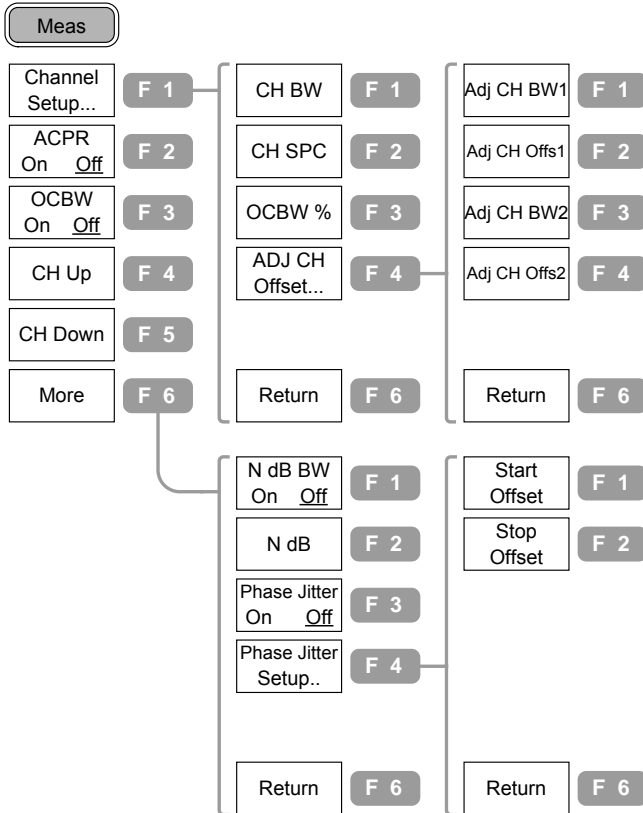 Meas
Channel
Setup...
F 1
ACPR
On Off
F 2
OCBW
On Off
F 3
CH Up
F 4
CH Down
F 5
More
F 6
CH BW
F 1
CH SPC
F 2
OCBW %
F 3
ADJ CH
Offset...
F 4
Return
F 6
Adj CH BW1
F 1
Adj CH Offs1
F 2
Adj CH BW2
F 3
Adj CH Offs2
F 4
Return
F 6
N dB BW
On Off
F 1
N dB
F 2
Phase Jitter
On Off
F 3
Phase Jitter
Setup..
F 4
Return
F 6
Start
Offset
F 1
Stop
Offset
F 2
Return
F 6